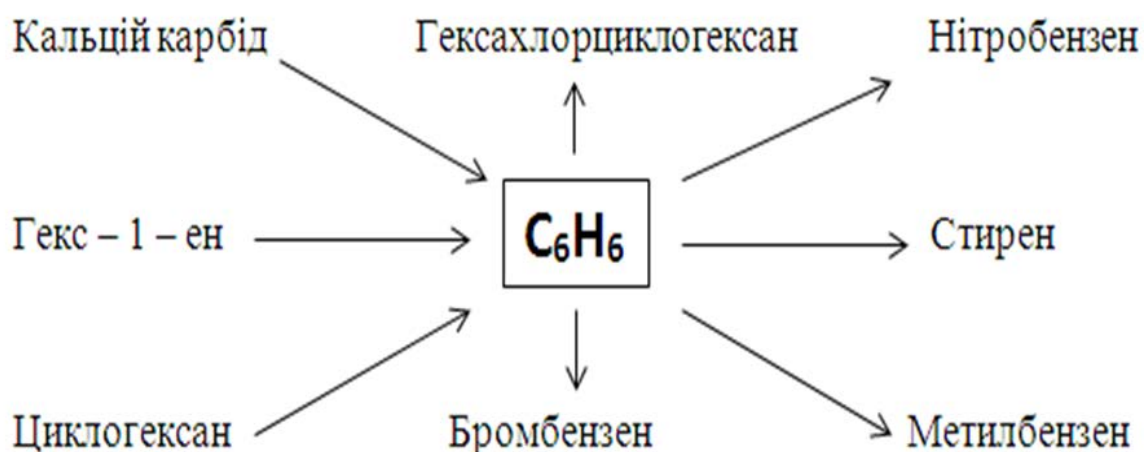 Кальцій карбід Гексахлорциклогексан Нітробензен
Гекс – 1 – ен C₆H₆ Стирен
Циклогексан Бромбензен Метилбензен